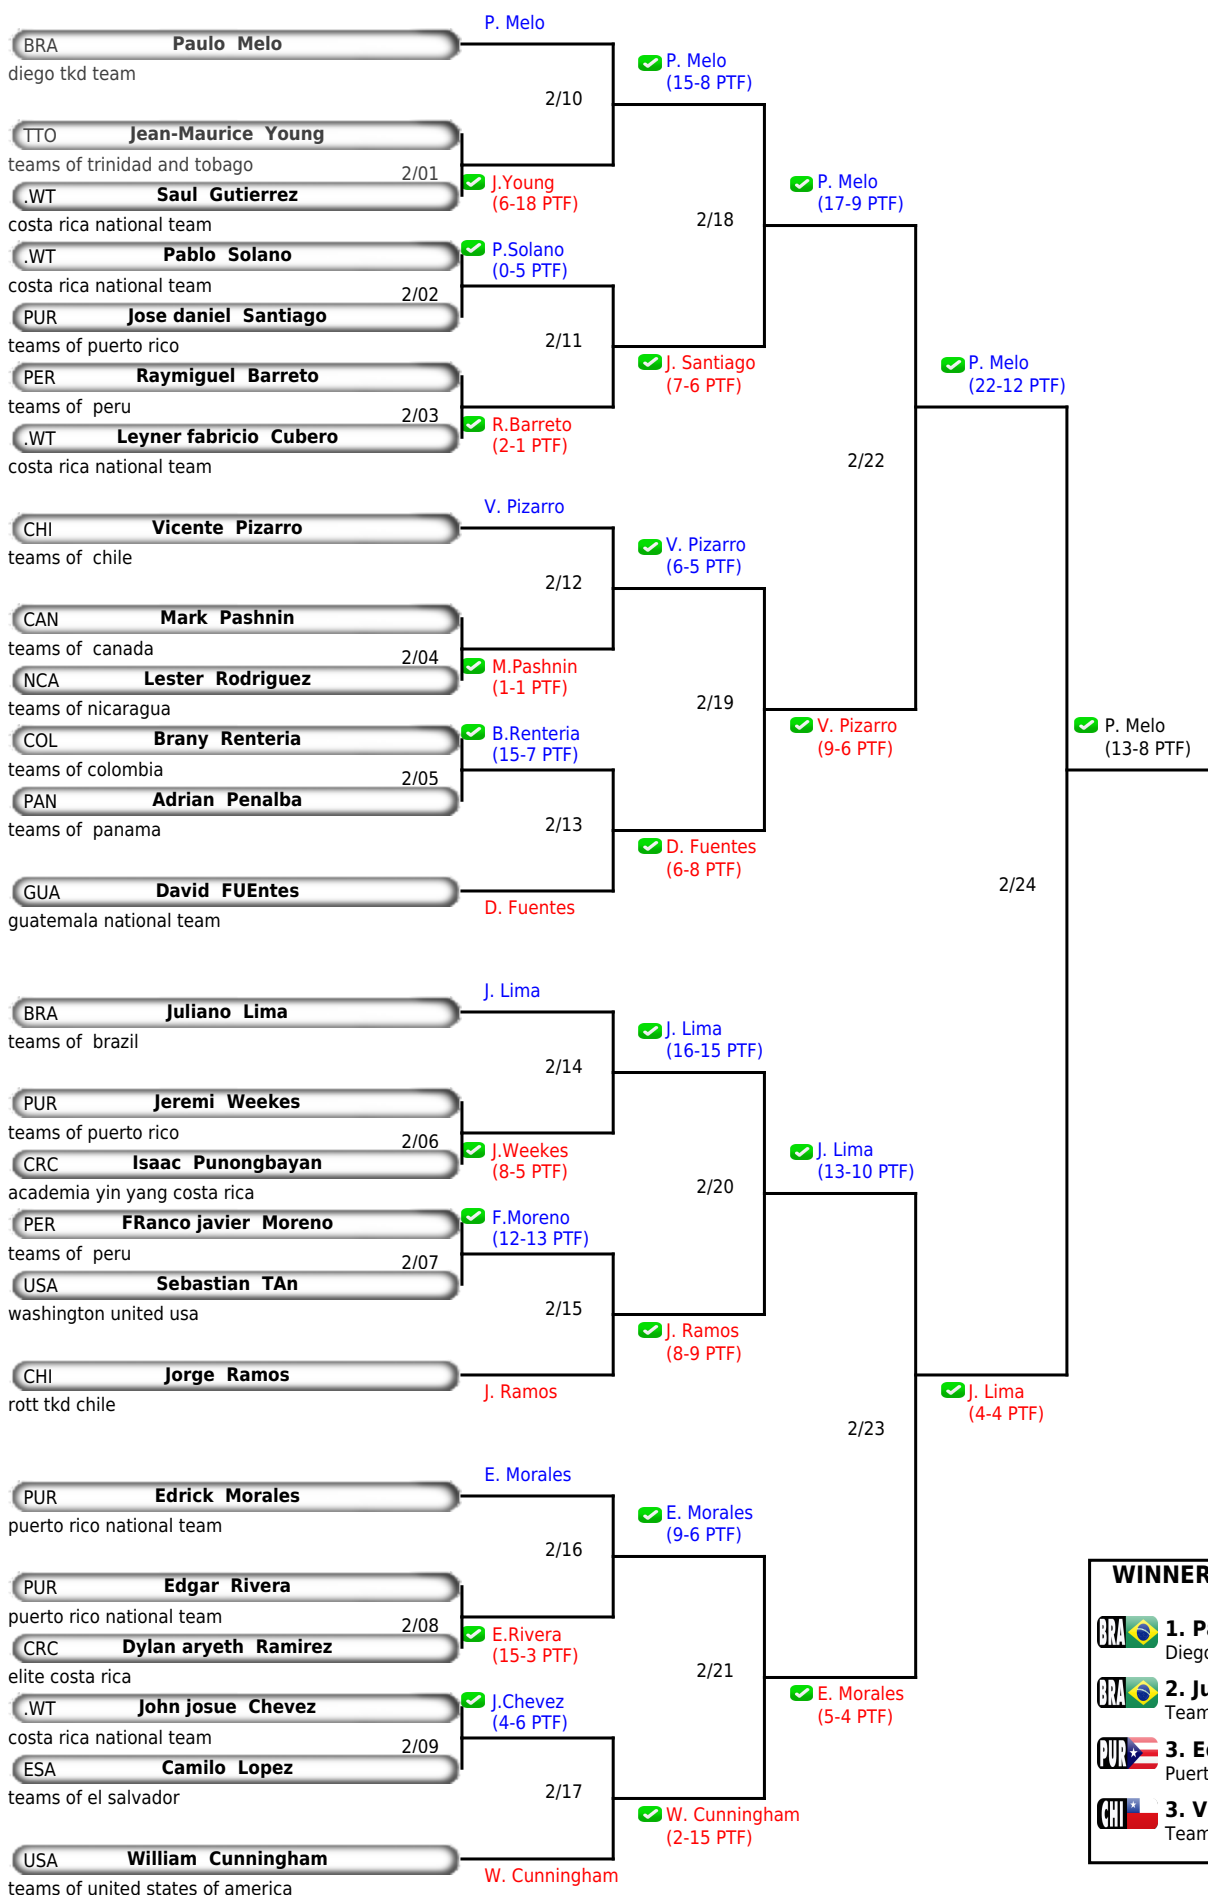 P. Melo
BRA Paulo Melo
diego tkd team
P. Melo
(15-8 PTF)
2/10
TTO Jean-Maurice Young
teams of trinidad and tobago
2/01
J.Young
(6-18 PTF)
.WT Saul Gutierrez
costa rica national team
P. Melo
(17-9 PTF)
2/18
.WT Pablo Solano
costa rica national team
P.Solano
(0-5 PTF)
2/02
PUR Jose daniel Santiago
teams of puerto rico
2/11
J. Santiago
(7-6 PTF)
PER Raymiguel Barreto
teams of peru
2/03
R.Barreto
(2-1 PTF)
.WT Leyner fabricio Cubero
costa rica national team
P. Melo
(22-12 PTF)
2/22
V. Pizarro
CHI Vicente Pizarro
teams of chile
V. Pizarro
(6-5 PTF)
2/12
CAN Mark Pashnin
teams of canada
2/04
M.Pashnin
(1-1 PTF)
NCA Lester Rodriguez
teams of nicaragua
2/19
V. Pizarro
(9-6 PTF)
COL Brany Renteria
teams of colombia
B.Renteria
(15-7 PTF)
2/05
PAN Adrian Penalba
teams of panama
2/13
D. Fuentes
(6-8 PTF)
GUA David FUEntes
guatemala national team
D. Fuentes
P. Melo
(13-8 PTF)
2/24
J. Lima
BRA Juliano Lima
teams of brazil
J. Lima
(16-15 PTF)
2/14
PUR Jeremi Weekes
teams of puerto rico
2/06
J.Weekes
(8-5 PTF)
CRC Isaac Punongbayan
academia yin yang costa rica
J. Lima
(13-10 PTF)
2/20
PER FRanco javier Moreno
teams of peru
F.Moreno
(12-13 PTF)
2/07
USA Sebastian TAn
washington united usa
2/15
J. Ramos
(8-9 PTF)
CHI Jorge Ramos
rott tkd chile
J. Ramos
J. Lima
(4-4 PTF)
2/23
E. Morales
PUR Edrick Morales
puerto rico national team
E. Morales
(9-6 PTF)
2/16
PUR Edgar Rivera
puerto rico national team
2/08
E.Rivera
(15-3 PTF)
CRC Dylan aryeth Ramirez
elite costa rica
2/21
E. Morales
(5-4 PTF)
.WT John josue Chevez
costa rica national team
J.Chevez
(4-6 PTF)
2/09
ESA Camilo Lopez
teams of el salvador
2/17
W. Cunningham
(2-15 PTF)
USA William Cunningham
teams of united states of america
W. Cunningham
WINNER
BRA 1. Pa
Diego
BRA 2. Ju
Team
PUR 3. Ed
Puert
CHI 3. V
Team